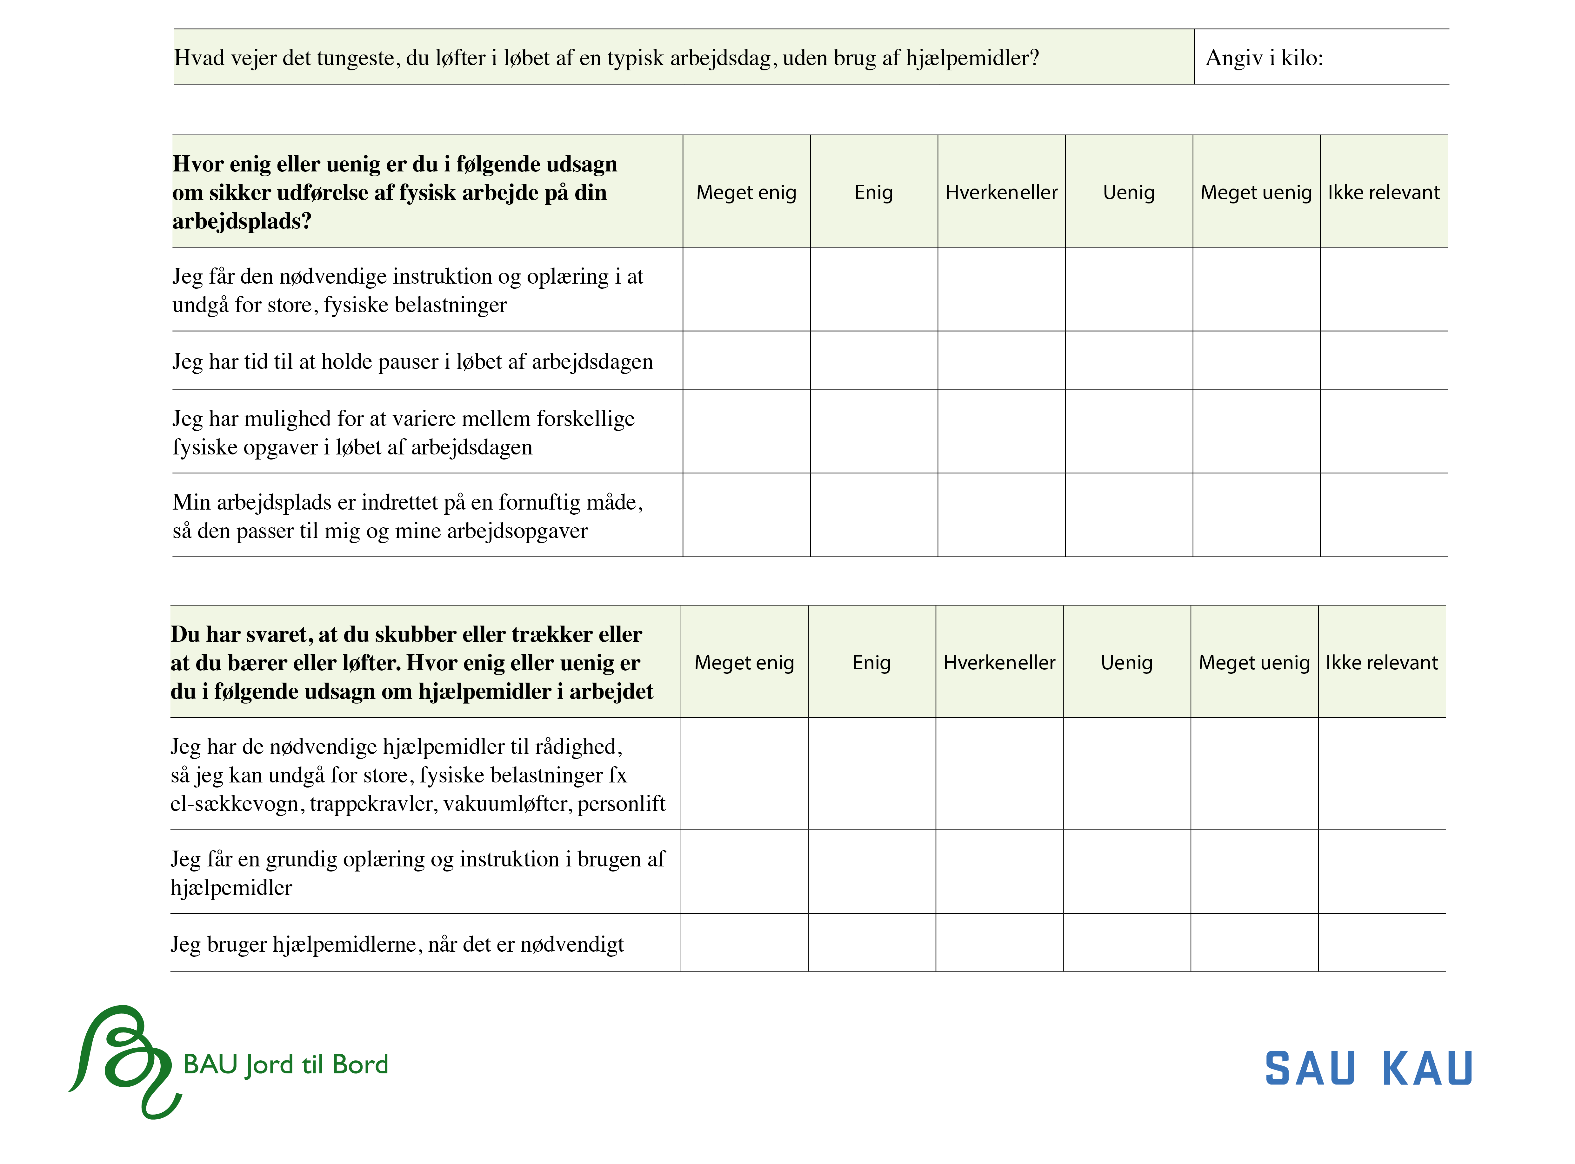 Hvad vejer det tungeste, du løfter i løbet af en typisk arbejdsdag, uden brug af hjælpemidler? Angiv i kilo:
Hvor enig eller uenig er du i følgende udsagn
om sikker udførelse af fysisk arbejde på din
arbejdsplads?
Meget enig Enig Hverkeneller Uenig Meget uenig Ikke relevant
Jeg får den nødvendige instruktion og oplæring i at
undgå for store, fysiske belastninger
Jeg har tid til at holde pauser i løbet af arbejdsdagen
Jeg har mulighed for at variere mellem forskellige
fysiske opgaver i løbet af arbejdsdagen
Min arbejdsplads er indrettet på en fornuftig måde,
så den passer til mig og mine arbejdsopgaver
Du har svaret, at du skubber eller trækker eller
at du bærer eller løfter. Hvor enig eller uenig er
du i følgende udsagn om hjælpemidler i arbejdet
Meget enig Enig Hverkeneller Uenig Meget uenig Ikke relevant
Jeg har de nødvendige hjælpemidler til rådighed,
så jeg kan undgå for store, fysiske belastninger fx
el-sækkevogn, trappekravler, vakuumløfter, personlift
Jeg får en grundig oplæring og instruktion i brugen af
hjælpemidler
Jeg bruger hjælpemidlerne, når det er nødvendigt
BAU Jord til Bord
SAU KAU